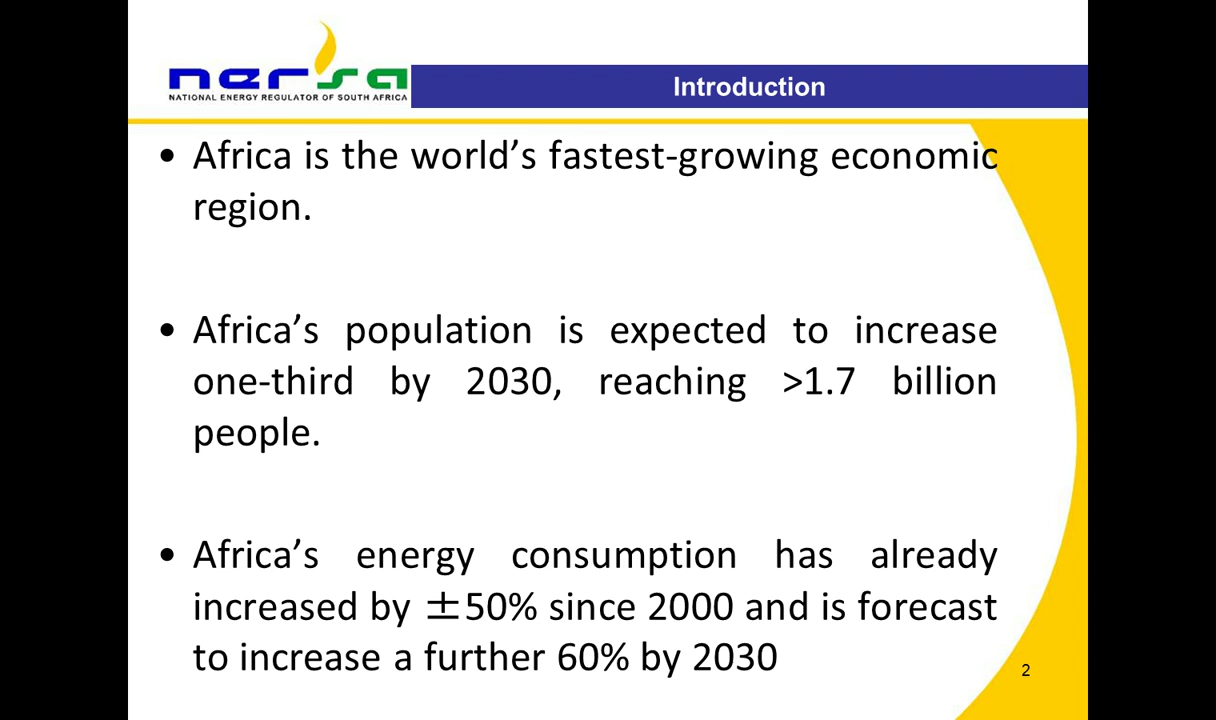 nersa
NATIONAL ENERGY REGULATOR OF SOUTH AFRICA
Introduction
• Africa is the world’s fastest-growing economic
region.
• Africa’s population is expected to increase
one-third by 2030, reaching >1.7 billion
people.
• Africa’s energy consumption has already
increased by ±50% since 2000 and is forecast
to increase a further 60% by 2030
2